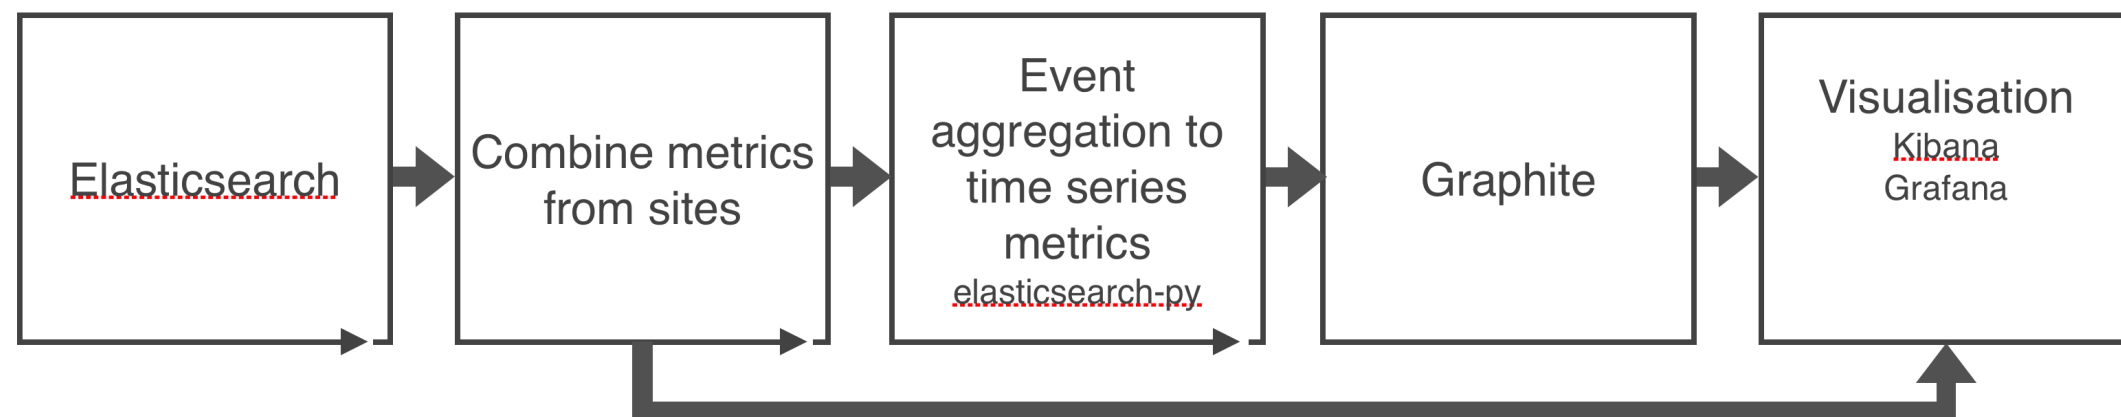 Elasticsearch
Combine metrics
from sites
Event
aggregation to
time series
metrics
elasticsearch-py
Graphite
Visualisation
Kibana
Grafana